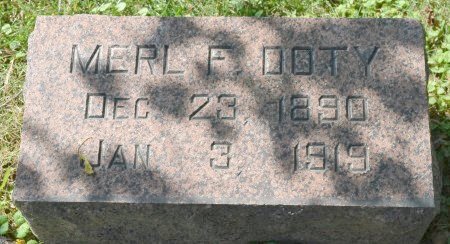 MERL F. DOTY
DEC 23, 1890
JAN 3 1919